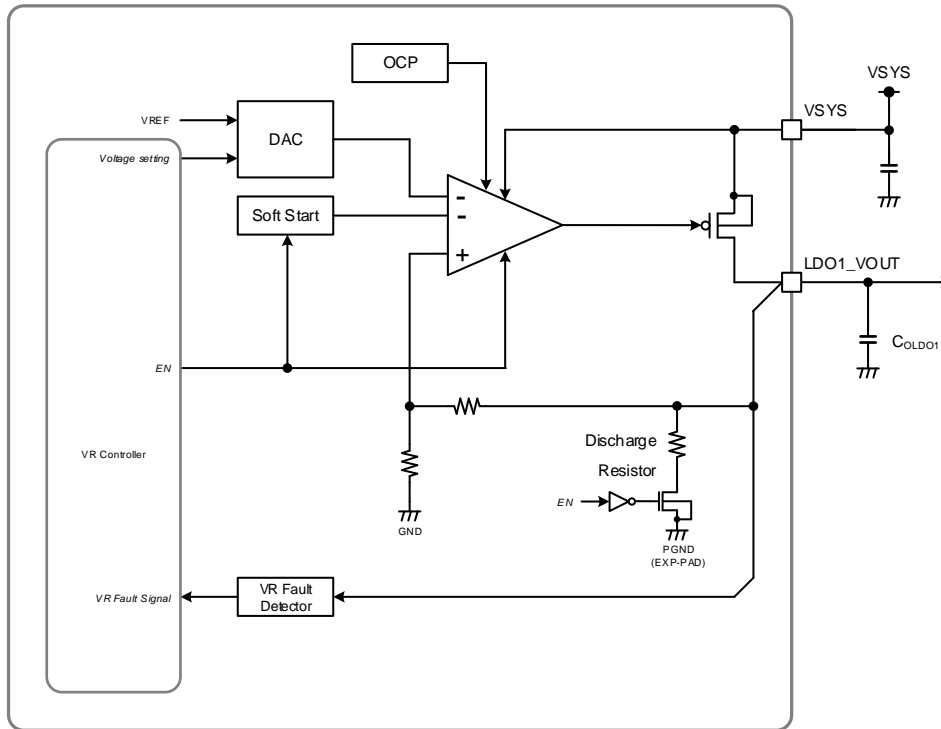 OCP
VSYS
VSYS
VREF
DAC
Voltage setting
-
Soft Start
-
+
LDO1_VOUT
COLDO1
EN
Discharge
Resistor
VR Controller
EN
GND
PGND
(EXP-PAD)
VR Fault
Detector
VR Fault Signal